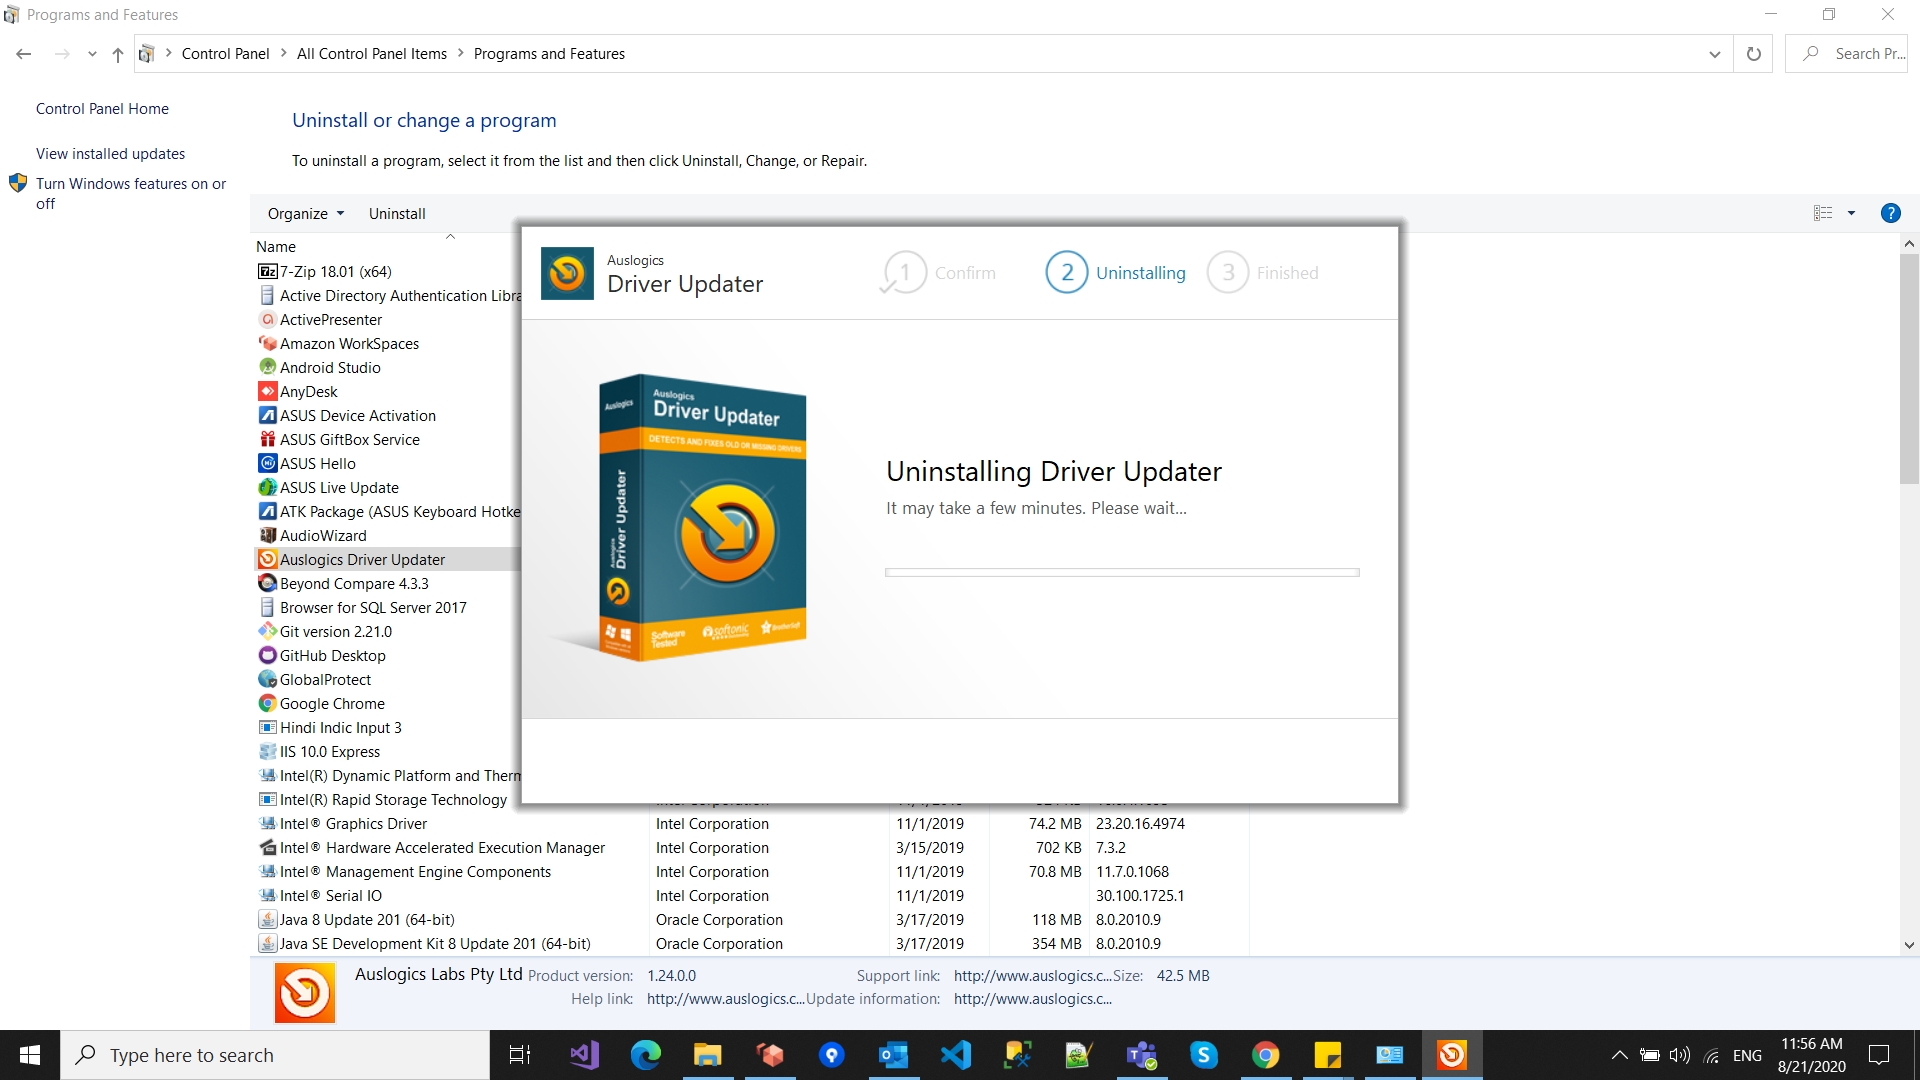 Programs and Features
Control Panel
All Control Panel Items
Programs and Features
Search Pr...
Control Panel Home
View installed updates
Turn Windows features on or
off
Uninstall or change a program
To uninstall a program, select it from the list and then click Uninstall, Change, or Repair.
Organize
Uninstall
Name
7-Zip 18.01 (x64)
Active Directory Authentication Libra
ActivePresenter
Amazon WorkSpaces
Android Studio
AnyDesk
ASUS Device Activation
ASUS GiftBox Service
ASUS Hello
ASUS Live Update
ATK Package (ASUS Keyboard Hotke
AudioWizard
Auslogics Driver Updater
Beyond Compare 4.3.3
Browser for SQL Server 2017
Git version 2.21.0
GitHub Desktop
GlobalProtect
Google Chrome
Hindi Indic Input 3
IIS 10.0 Express
Intel(R) Dynamic Platform and Therm
Intel(R) Rapid Storage Technology
Intel® Graphics Driver Intel Corporation 11/1/2019 74.2 MB 23.20.16.4974
Intel® Hardware Accelerated Execution Manager Intel Corporation 3/15/2019 702 KB 7.3.2
Intel® Management Engine Components Intel Corporation 11/1/2019 70.8 MB 11.7.0.1068
Intel® Serial IO Intel Corporation 11/1/2019 30.100.1725.1
Java 8 Update 201 (64-bit) Oracle Corporation 3/17/2019 118 MB 8.0.2010.9
Java SE Development Kit 8 Update 201 (64-bit) Oracle Corporation 3/17/2019 354 MB 8.0.2010.9
Auslogics
Driver Updater
1 Confirm
2 Uninstalling
3 Finished
Auslogics
Auslogics
Driver Updater
DETECTS AND FIXES OLD OR MISSING DRIVERS
Auslogics
Driver Updater
Software
Tested
softonic
BrotherSoft
Uninstalling Driver Updater
It may take a few minutes. Please wait...
Auslogics Labs Pty Ltd Product version: 1.24.0.0 Support link: http://www.auslogics.c... Size: 42.5 MB
Help link: http://www.auslogics.c... Update information: http://www.auslogics.c...
Type here to search
ENG
11:56 AM
8/21/2020